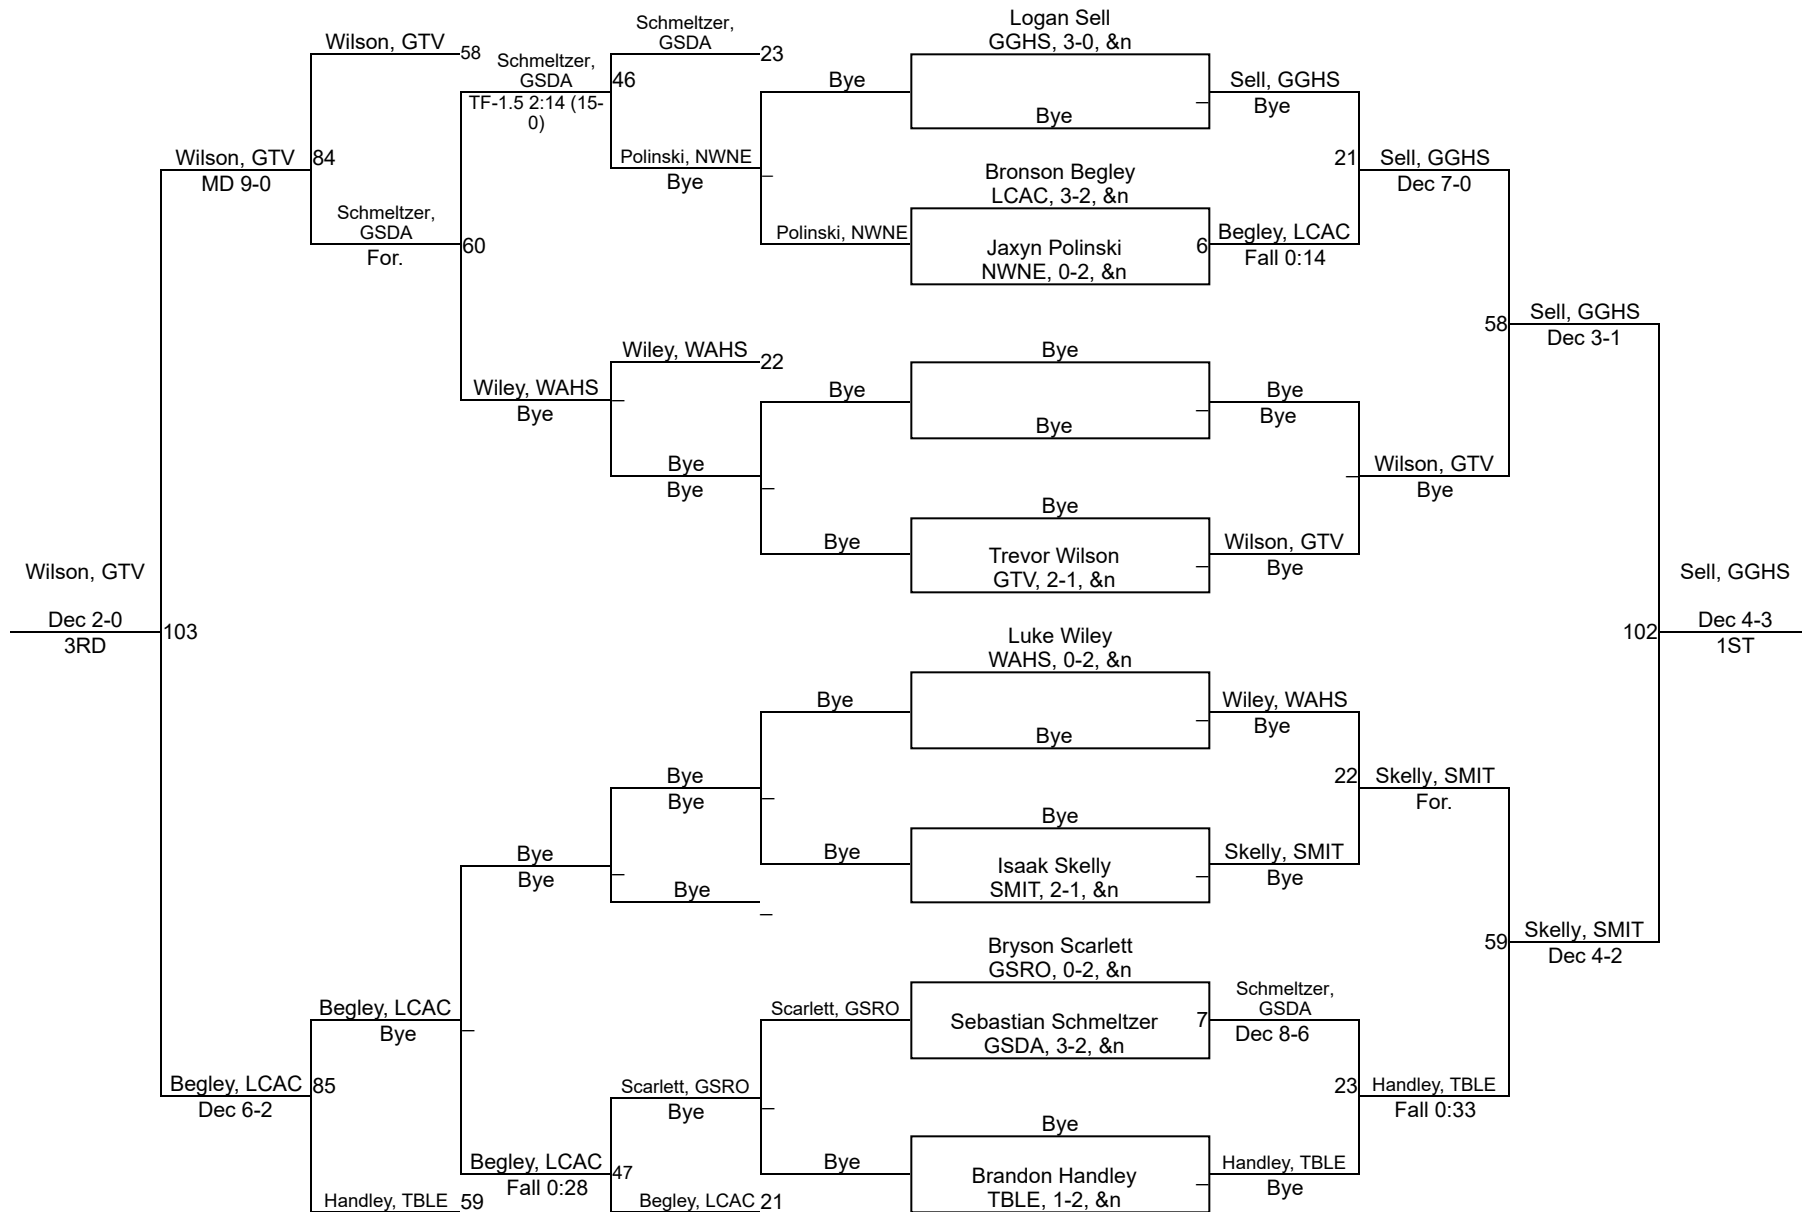 Wilson, GTV
58
Schmeltzer,
GSDA
TF-1.5 2:14 (15-
0)
46
Schmeltzer,
GSDA
23
Bye
Logan Sell
GGHS, 3-0, &n
Bye
_
Sell, GGHS
Bye
Wilson, GTV
MD 9-0
84
Polinski, NWNE
Bye
_
Bronson Begley
LCAC, 3-2, &n
21
Sell, GGHS
Dec 7-0
Schmeltzer,
GSDA
For.
60
Polinski, NWNE
Jaxyn Polinski
NWNE, 0-2, &n
6
Begley, LCAC
Fall 0:14
58
Sell, GGHS
Dec 3-1
Wiley, WAHS
22
Bye
Wiley, WAHS
Bye
_
Bye
Bye
_
Bye
Bye
Bye
Bye
_
Bye
_
Wilson, GTV
Bye
Bye
Trevor Wilson
GTV, 2-1, &n
_
Wilson, GTV
Bye
Wilson, GTV
Dec 2-0
3RD
103
Sell, GGHS
102
Dec 4-3
1ST
Luke Wiley
WAHS, 0-2, &n
Bye
Bye
_
Wiley, WAHS
Bye
Bye
Bye
_
22
Skelly, SMIT
For.
Bye
Bye
Bye
_
Bye
Bye
Isaak Skelly
SMIT, 2-1, &n
_
Skelly, SMIT
Bye
Bye
_
59
Skelly, SMIT
Dec 4-2
Bryson Scarlett
GSRO, 0-2, &n
Begley, LCAC
Bye
_
Scarlett, GSRO
Sebastian Schmeltzer
GSDA, 3-2, &n
7
Schmeltzer,
GSDA
Dec 8-6
Begley, LCAC
Dec 6-2
85
Scarlett, GSRO
Bye
_
23
Handley, TBLE
Fall 0:33
Bye
Begley, LCAC
Fall 0:28
47
Bye
Brandon Handley
TBLE, 1-2, &n
_
Handley, TBLE
Bye
Handley, TBLE
59
Begley, LCAC
21